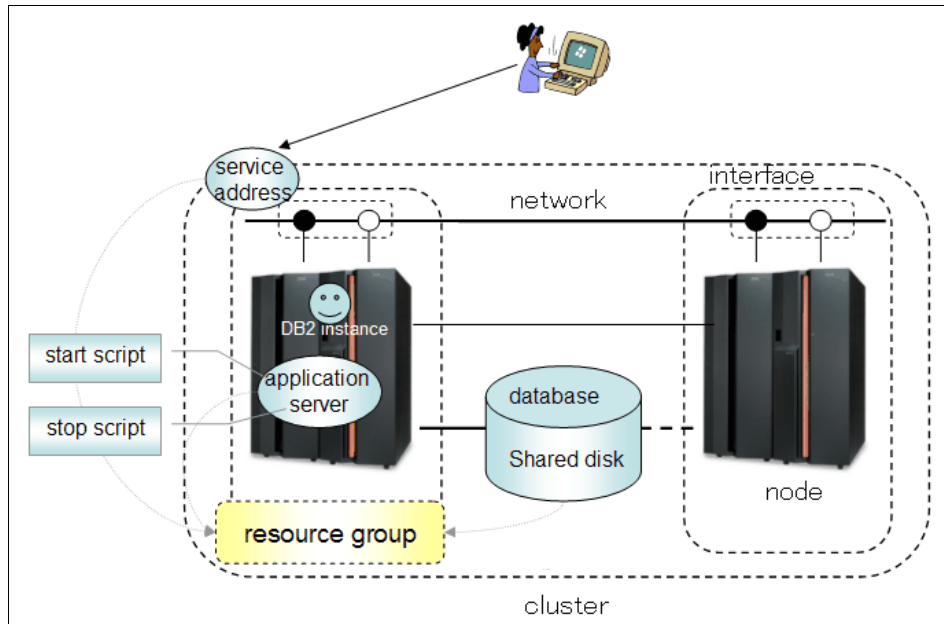 service
address
interface
network
DB2 instance
start script
application
server
stop script
database
Shared disk
node
resource group
cluster